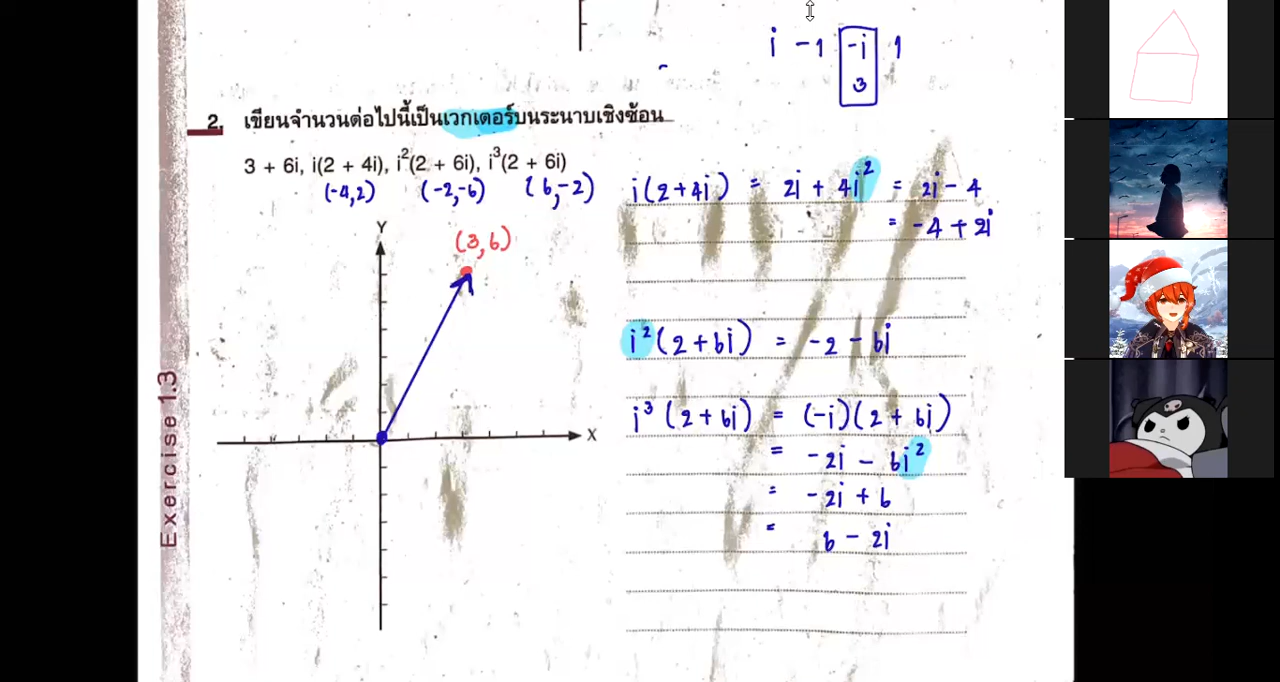 i -1 -i 1
3
2. เขียนจำนวนต่อไปนี้เป็นเวกเตอร์บนระนาบเชิงซ้อน
3 + 6i, i(2 + 4i), i²(2 + 6i), i³(2 + 6i)
(-4,2) (-2,-6) (6,-2)
i(2+4i) = 2i + 4i² = 2i - 4
= -4 + 2i
Y
(3,6)
X
i²(2+6i) = -2 - 6i
i³(2+6i) = (-i)(2+6i)
= -2i - 6i²
= -2i + 6
= 6 - 2i
Exercise 1.3